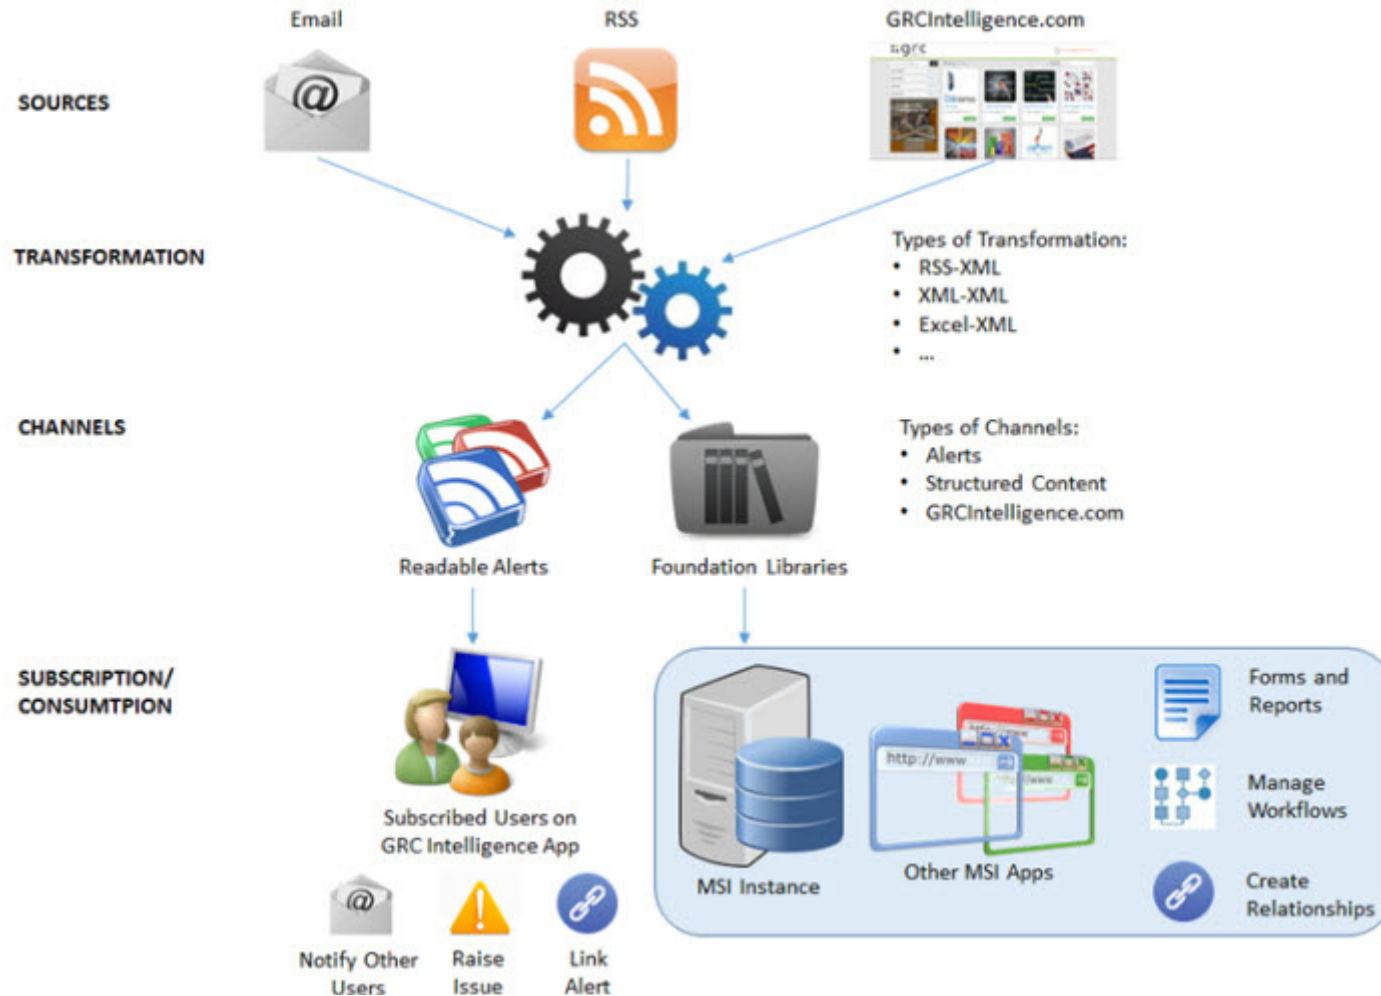 Email
RSS
GRCIntelligence.com
grc
SOURCES
TRANSFORMATION
Types of Transformation:
• RSS-XML
• XML-XML
• Excel-XML
• ...
CHANNELS
Types of Channels:
• Alerts
• Structured Content
• GRCIntelligence.com
Readable Alerts
Foundation Libraries
SUBSCRIPTION/
CONSUMTPION
Subscribed Users on
GRC Intelligence App
Notify Other
Users
Raise
Issue
Link
Alert
MSI Instance
http://www
Other MSI Apps
Forms and
Reports
Manage
Workflows
Create
Relationships